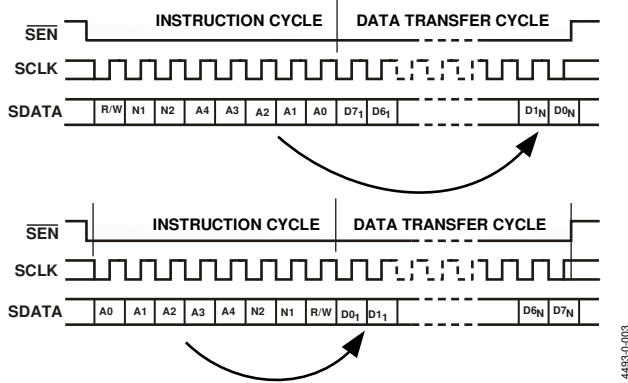 INSTRUCTION CYCLE DATA TRANSFER CYCLE
SEN
SCLK
SDATA R/W N1 N2 A4 A3 A2 A1 A0 D71 D61 D1N D0N
INSTRUCTION CYCLE DATA TRANSFER CYCLE
SEN
SCLK
SDATA A0 A1 A2 A3 A4 N2 N1 R/W D01 D11 D6N D7N
4493-0-003